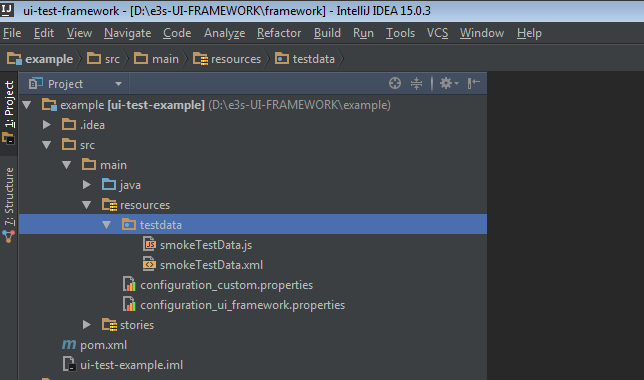 ui-test-framework - [D:\e3s-UI-FRAMEWORK\framework] - IntelliJ IDEA 15.0.3
File Edit View Navigate Code Analyze Refactor Build Run Tools VCS Window Help
example src main resources testdata
1: Project
7: Structure
Project
example [ui-test-example] (D:\e3s-UI-FRAMEWORK\example)
.idea
src
main
java
resources
testdata
smokeTestData.js
smokeTestData.xml
configuration_custom.properties
configuration_ui_framework.properties
stories
pom.xml
ui-test-example.iml